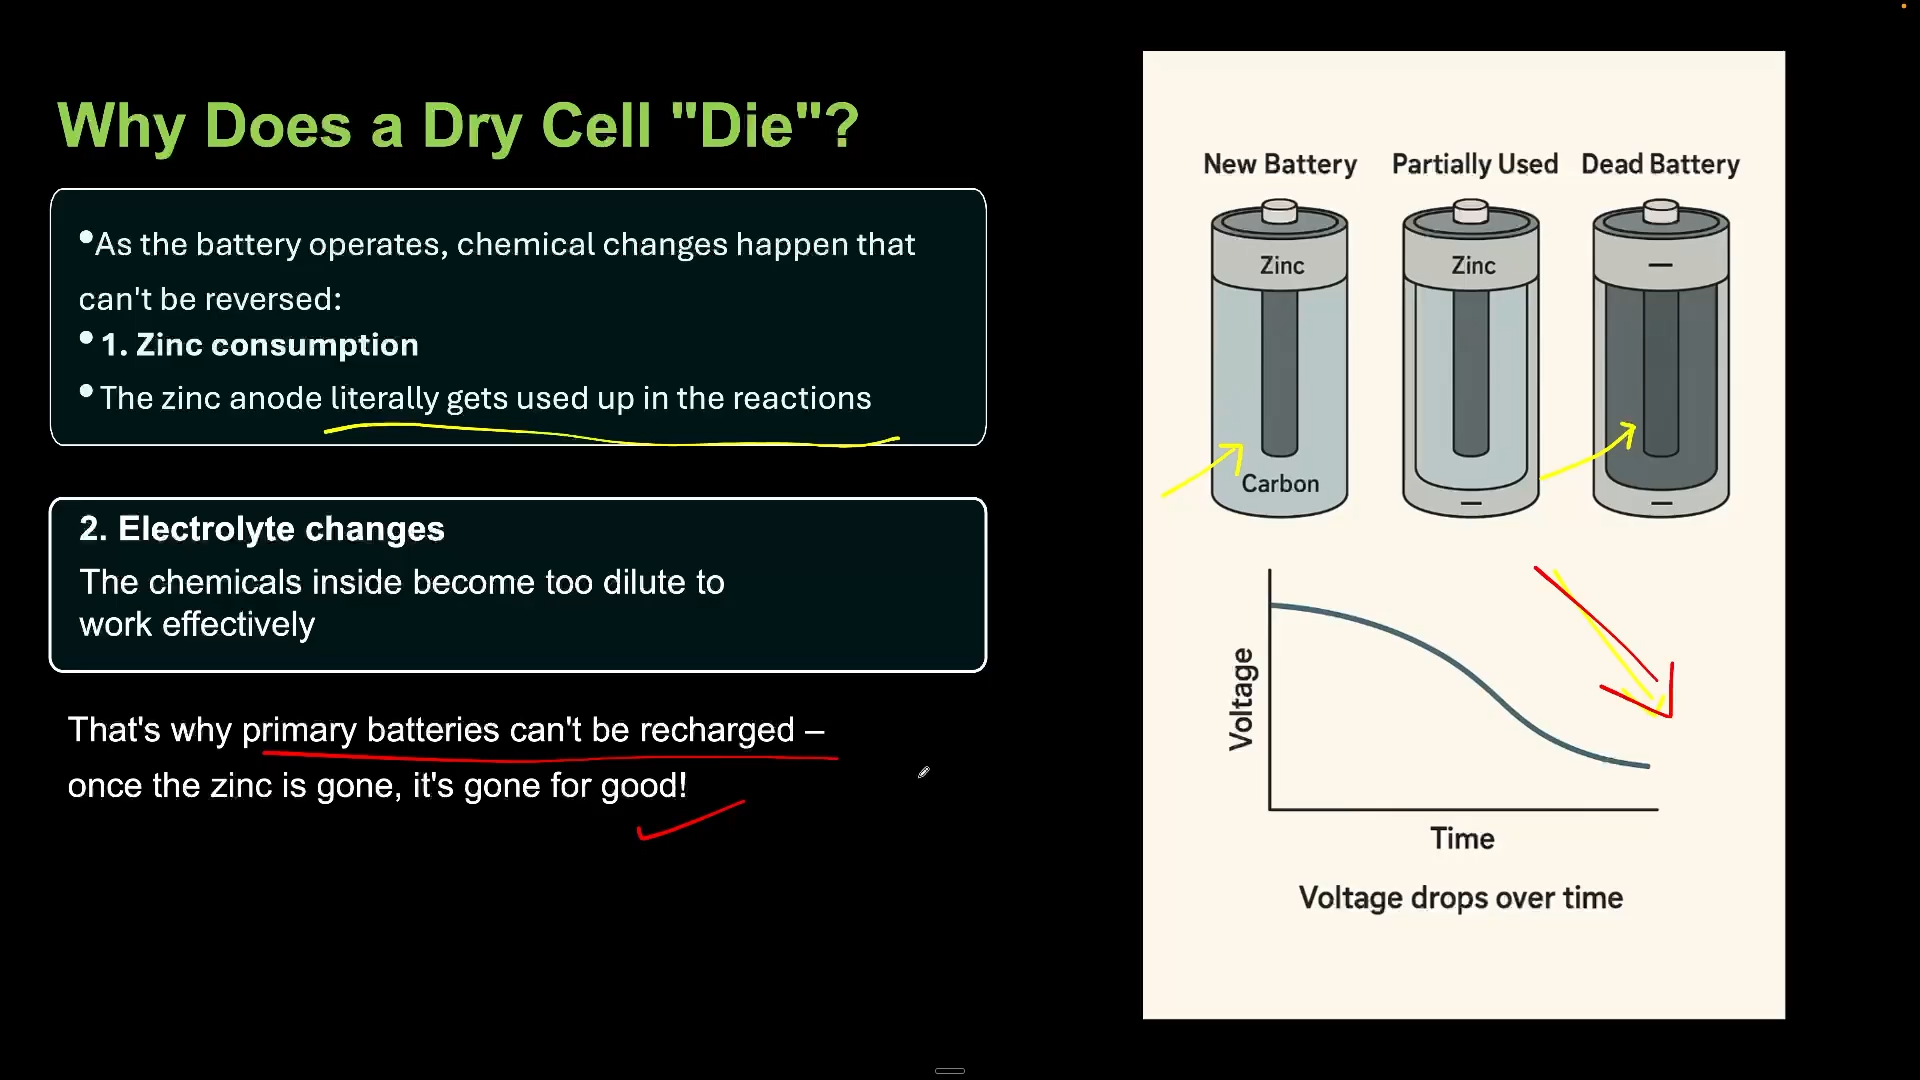 Why Does a Dry Cell "Die"?
•As the battery operates, chemical changes happen that
can't be reversed:
• 1. Zinc consumption
• The zinc anode literally gets used up in the reactions
2. Electrolyte changes
The chemicals inside become too dilute to
work effectively
That's why primary batteries can't be recharged –
once the zinc is gone, it's gone for good!
New Battery Partially Used Dead Battery
Zinc Zinc —
Carbon — —
Voltage
Time
Voltage drops over time